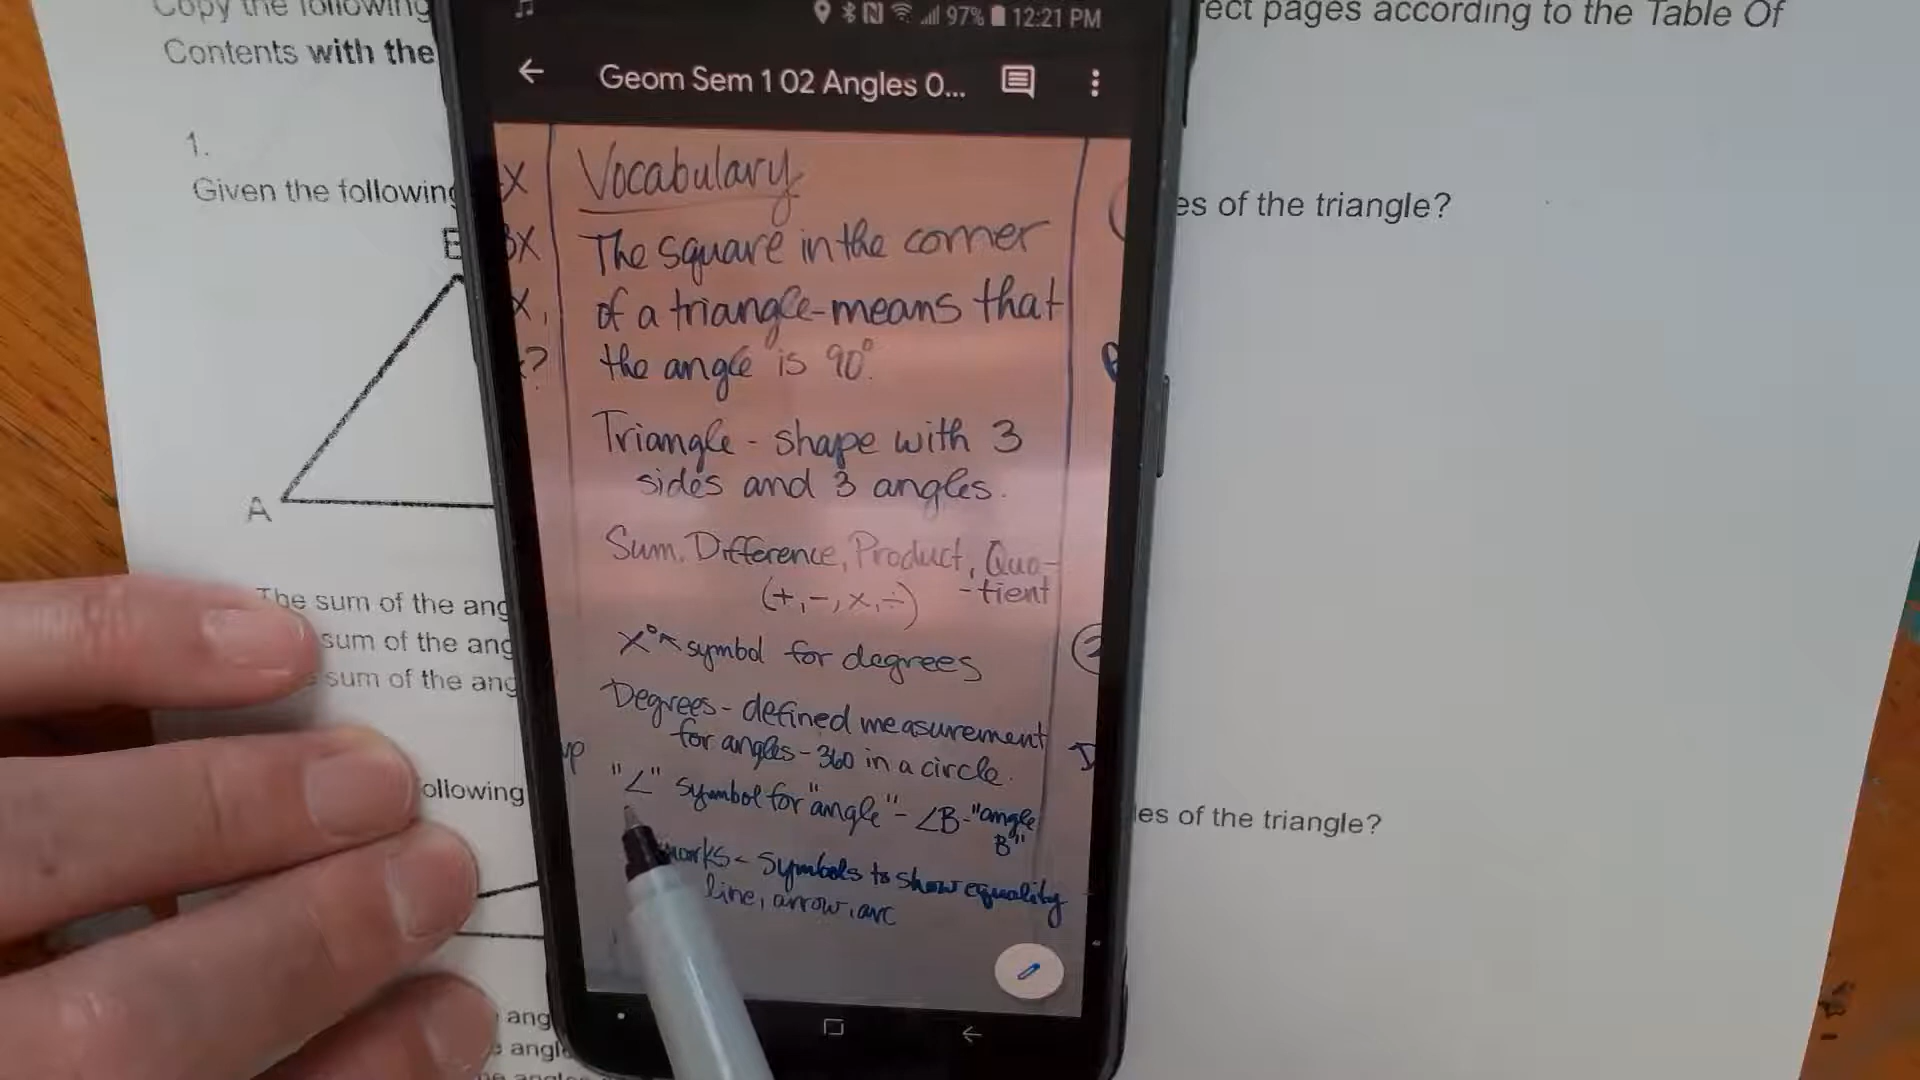 Copy the following
ect pages according to the Table Of
Contents with the
1.
Given the following
es of the triangle?
A
The sum of the ang
sum of the ang
sum of the ang
ollowing
les of the triangle?
ang
angle
97% 12:21 PM
Geom Sem 1 02 Angles 0...
X
3X
X,
?
Vocabulary
The square in the corner
of a triangle-means that
the angle is 90°.
Triangle - shape with 3
sides and 3 angles.
Sum, Difference, Product, Quo-
-tient
(+, -, x, ÷)
X° symbol for degrees
Degrees - defined measurement
for angles - 360 in a circle.
"∠" symbol for "angle" - ∠B - "angle
B"
marks - symbols to show equality
line, arrow, arc